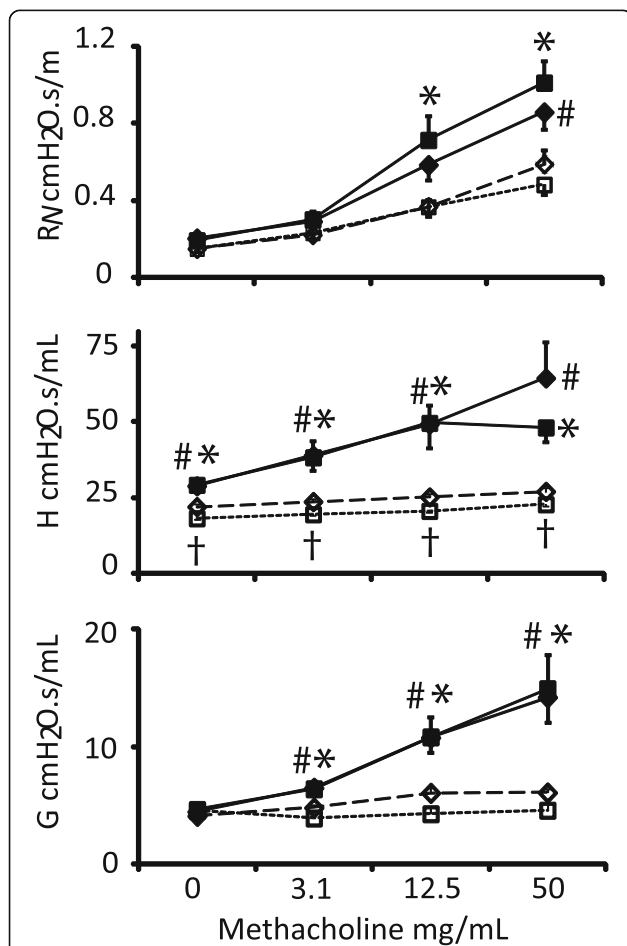 1.2
0.8
0.4
0
RN cmH2O.s/m
* * #
75
50
25
0
H cmH2O.s/mL
#* #* #* # *
† † † †
20
10
0
G cmH2O.s/mL
#* #* #*
0 3.1 12.5 50
Methacholine mg/mL